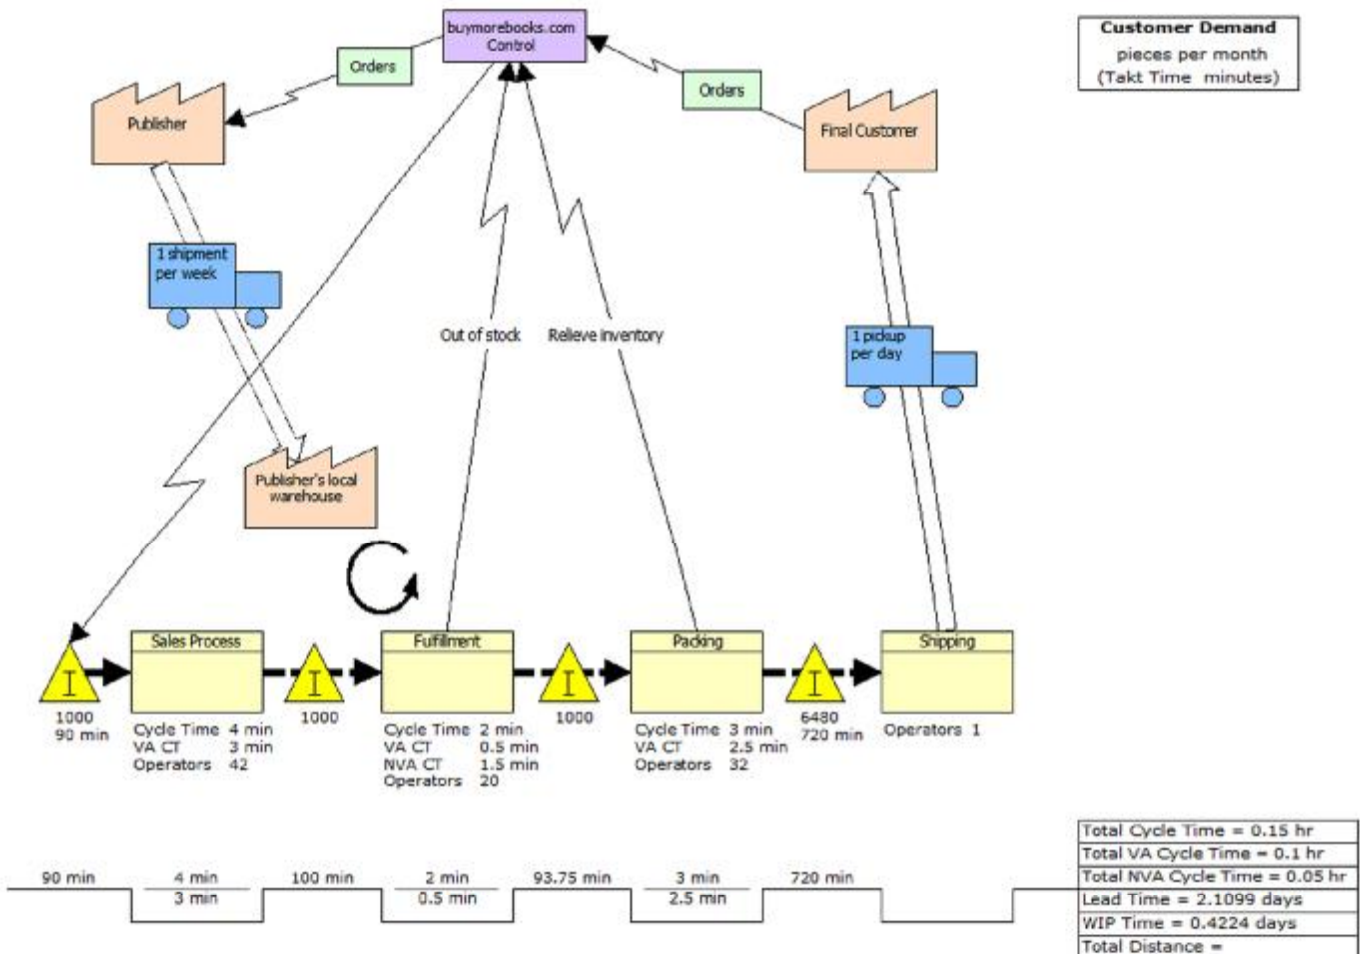 buymorebooks.com
Control
Customer Demand
pieces per month
(Takt Time  minutes)
Orders
Orders
Publisher
Final Customer
1 shipment
per week
Out of stock
Relieve inventory
1 pickup
per day
Publisher's local
warehouse
Sales Process
Fulfillment
Packing
Shipping
I
I
I
I
1000
90 min
Cycle Time 4 min
VA CT 3 min
Operators 42
1000
Cycle Time 2 min
VA CT 0.5 min
NVA CT 1.5 min
Operators 20
1000
Cycle Time 3 min
VA CT 2.5 min
Operators 32
6480
720 min
Operators 1
90 min
4 min
3 min
100 min
2 min
0.5 min
93.75 min
3 min
2.5 min
720 min
Total Cycle Time = 0.15 hr
Total VA Cycle Time = 0.1 hr
Total NVA Cycle Time = 0.05 hr
Lead Time = 2.1099 days
WIP Time = 0.4224 days
Total Distance =